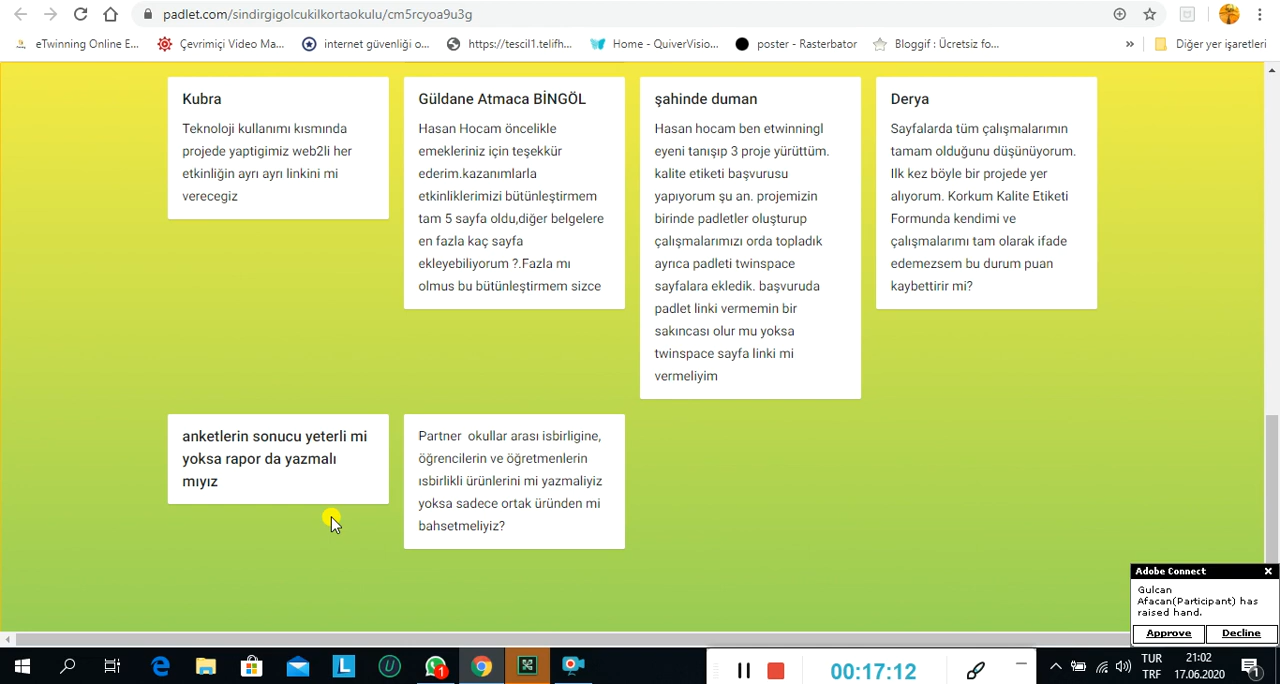 padlet.com/sindirgigolcukilkortaokulu/cm5rcyoa9u3g
eTwinning Online E...
Çevrimiçi Video Ma...
internet güvenliği o...
https://tescil1.telifh...
Home - QuiverVisio...
poster - Rasterbator
Bloggif : Ücretsiz fo...
»
Diğer yer işaretleri
Kubra
Teknoloji kullanımı kısmında
projede yaptigimiz web2li her
etkinliğin ayrı ayrı linkini mi
verecegiz
Güldane Atmaca BİNGÖL
Hasan Hocam öncelikle
emekleriniz için teşekkür
ederim.kazanımlarla
etkinliklerimizi bütünleştirmem
tam 5 sayfa oldu,diğer belgelere
en fazla kaç sayfa
ekleyebiliyorum ?.Fazla mı
olmus bu bütünleştirmem sizce
şahinde duman
Hasan hocam ben etwinningl
eyeni tanışıp 3 proje yürüttüm.
kalite etiketi başvurusu
yapıyorum şu an. projemizin
birinde padletler oluşturup
çalışmalarımızı orda topladık
ayrıca padleti twinspace
sayfalara ekledik. başvuruda
padlet linki vermemin bir
sakıncası olur mu yoksa
twinspace sayfa linki mi
vermeliyim
Derya
Sayfalarda tüm çalışmalarımın
tamam olduğunu düşünüyorum.
Ilk kez böyle bir projede yer
alıyorum. Korkum Kalite Etiketi
Formunda kendimi ve
çalışmalarımı tam olarak ifade
edemezsem bu durum puan
kaybettirir mi?
anketlerin sonucu yeterli mi
yoksa rapor da yazmalı
mıyız
Partner okullar arası isbirligine,
öğrencilerin ve öğretmenlerin
ısbirlikli ürünlerini mi yazmaliyiz
yoksa sadece ortak üründen mi
bahsetmeliyiz?
Adobe Connect
Gulcan
Afacan(Participant) has
raised hand.
Approve
Decline
00:17:12
TUR
TRF
21:02
17.06.2020